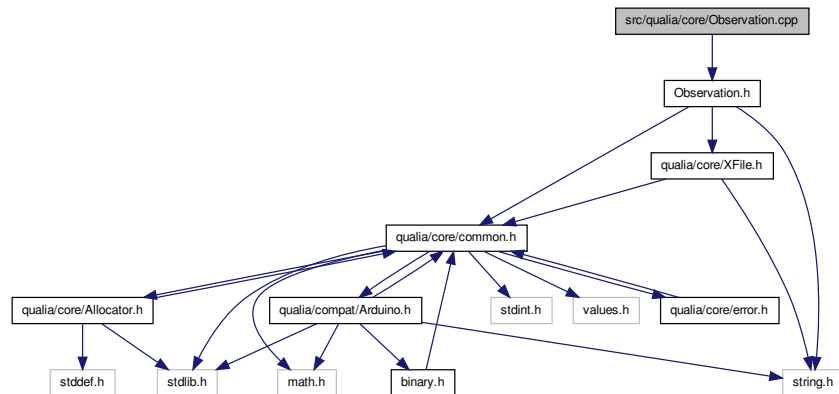 src/qualia/core/Observation.cpp
Observation.h
qualia/core/XFile.h
qualia/core/common.h
qualia/core/Allocator.h
qualia/compat/Arduino.h
stdint.h
values.h
qualia/core/error.h
stddef.h
stdlib.h
math.h
binary.h
string.h